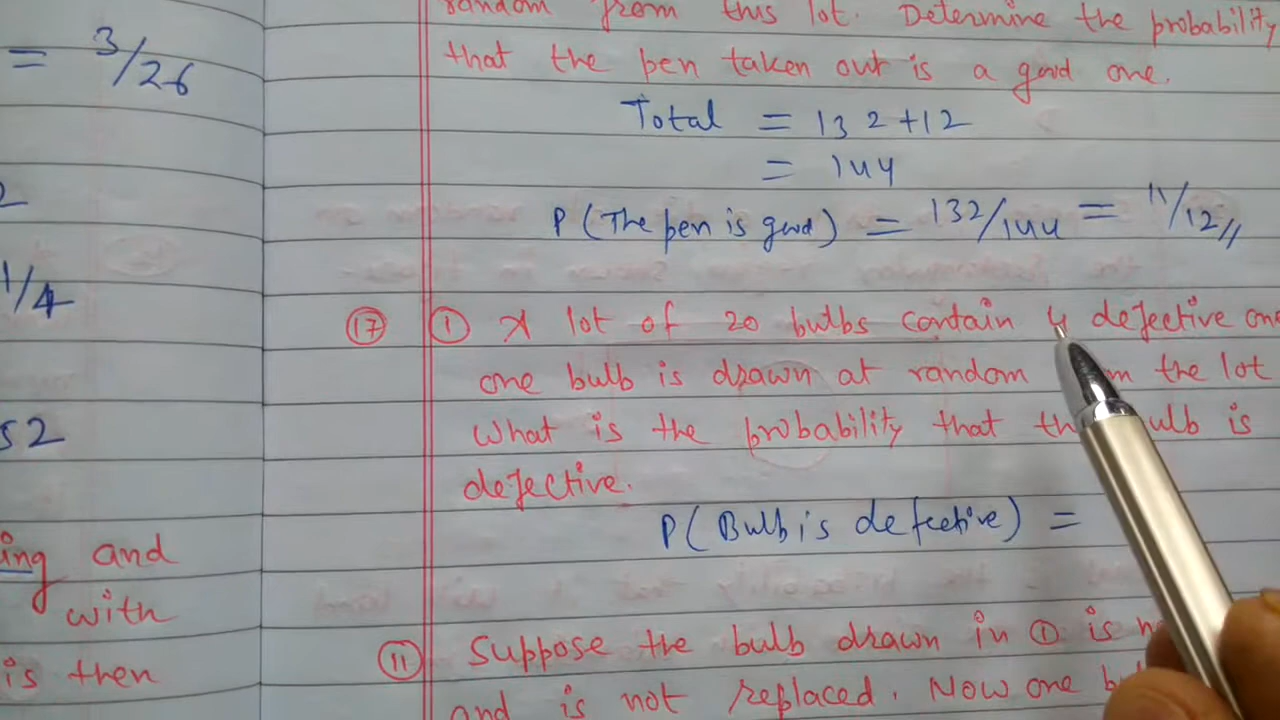 = 3/26
2
1/4
52
ing and
with
is then
random from this lot. Determine the probability
that the pen taken out is a good one.
Total = 132+12
= 144
P (The pen is good) = 132/144 = 11/12 //
(17) (1) A lot of 20 bulbs contain 4 defective one
one bulb is drawn at random the lot
What is the probability that is
defective.
P(Bulb is defective) =
(11) Suppose the bulb drawn in (1) is
and is not replaced. Now one